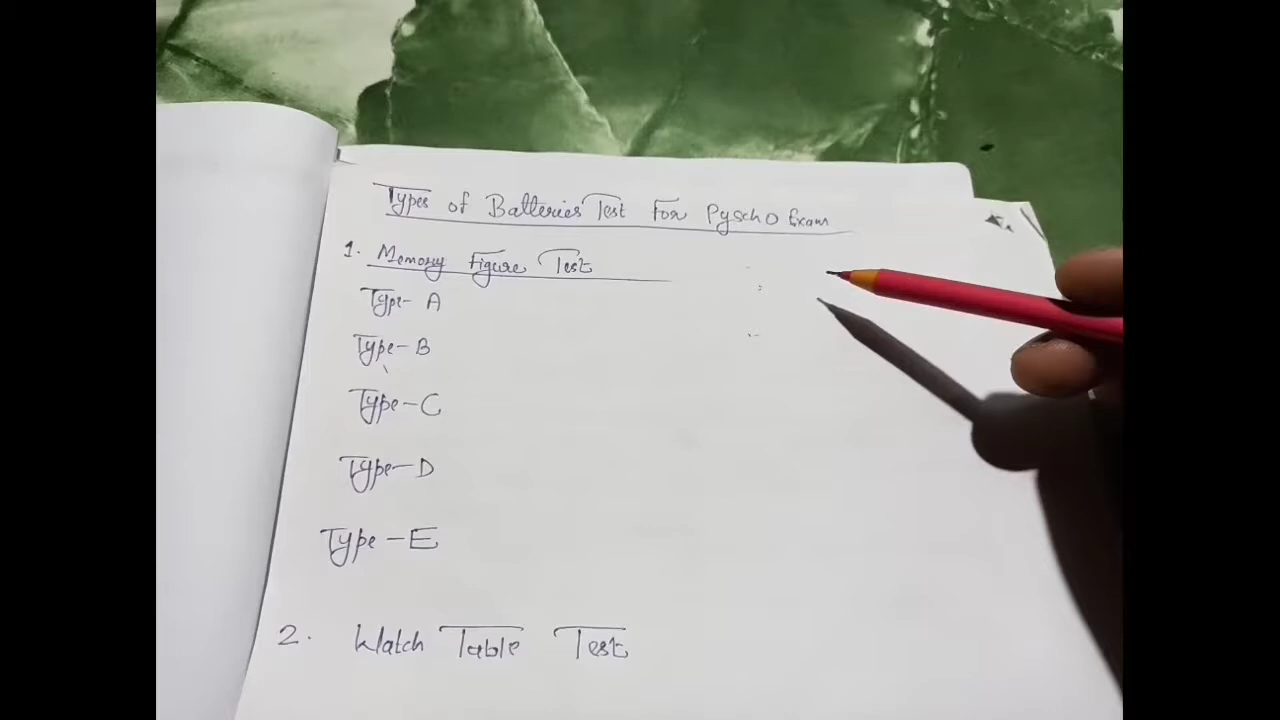 Types of Batteries Test For Pyscho Exam
1. Memory Figure Test
Type- A
Type- B
Type- C
Type- D
Type - E
2. Watch Table Test